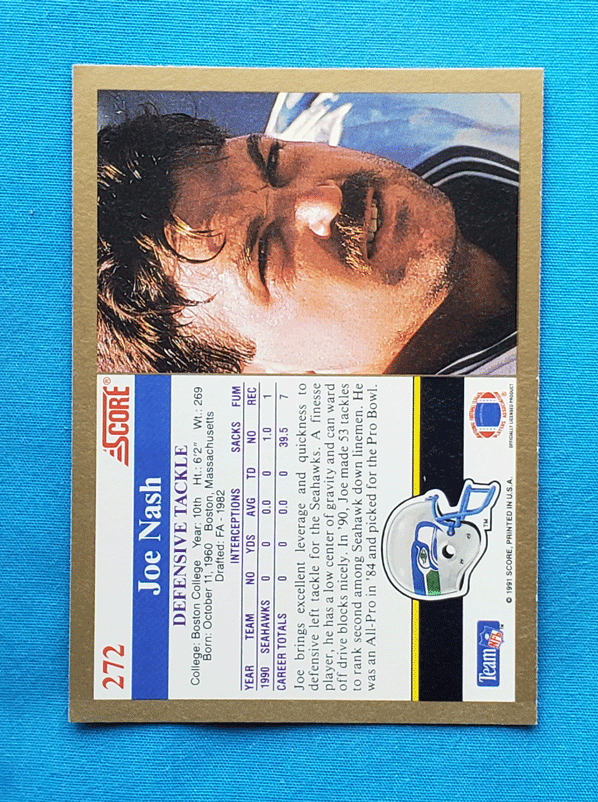 272
SCORE®
Joe Nash
DEFENSIVE TACKLE
College: Boston College Year: 10th Ht.: 6'2" Wt.: 269
Born: October 11, 1960 Boston, Massachusetts
Drafted: FA - 1982
INTERCEPTIONS SACKS FUM
YEAR TEAM NO YDS AVG TD NO REC
1990 SEAHAWKS 0 0 0.0 0 1.0 1
CAREER TOTALS 0 0 0.0 0 39.5 7
Joe brings excellent leverage and quickness to
defensive left tackle for the Seahawks. A finesse
player, he has a low center of gravity and can ward
off drive blocks nicely. In '90, Joe made 53 tackles
to rank second among Seahawk down linemen. He
was an All-Pro in '84 and picked for the Pro Bowl.
Team NFL™
TM
© 1991 SCORE, PRINTED IN U.S.A.
OFFICIALLY LICENSED PRODUCT